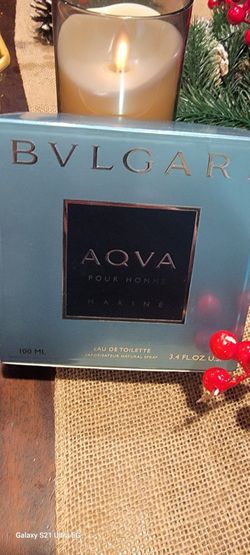 BVLGARI
AQVA
POUR HOMME
MARINE
100 ML
EAU DE TOILETTE
VAPORISATEUR NATURAL SPRAY
3.4 FL.OZ. U.S.
Galaxy S21 Ultra 5G